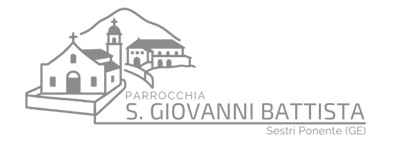 PARROCCHIA
S. GIOVANNI BATTISTA
Sestri Ponente (GE)